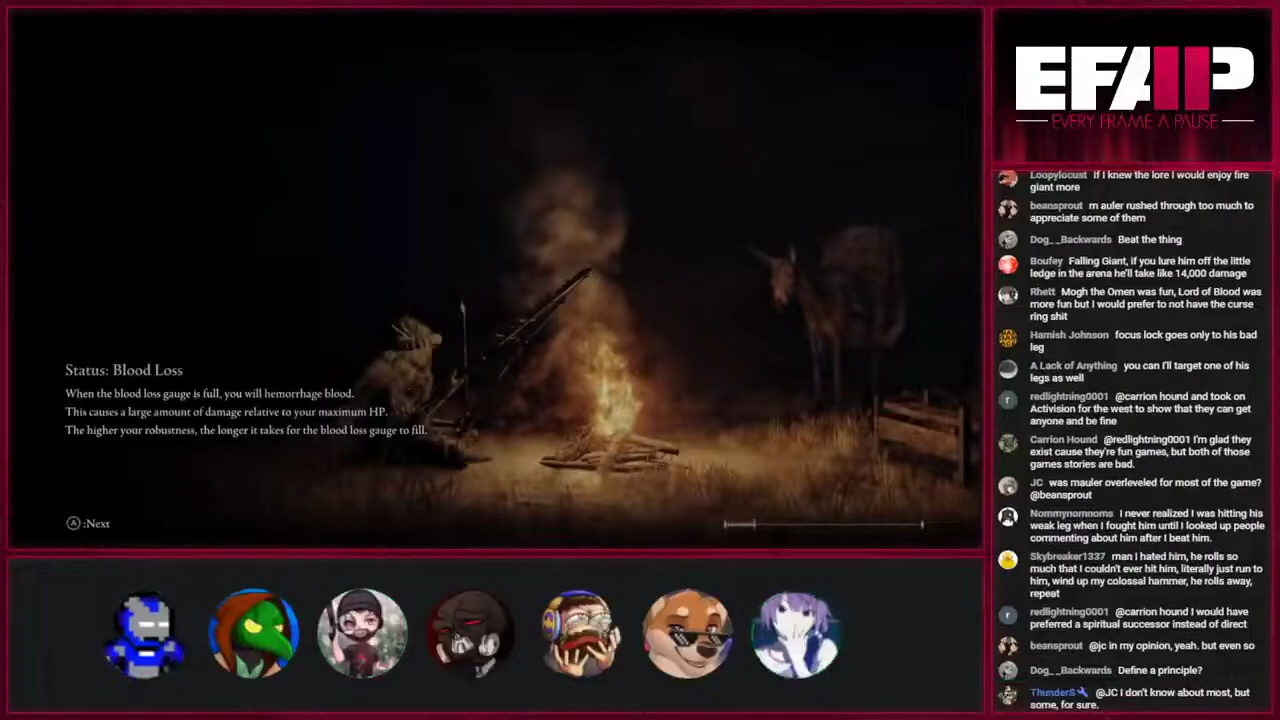 Status: Blood Loss
When the blood loss gauge is full, you will hemorrhage blood.
This causes a large amount of damage relative to your maximum HP.
The higher your robustness, the longer it takes for the blood loss gauge to fill.
A :Next
EFAP
EVERY FRAME A PAUSE
Loopylocust If I knew the lore I would enjoy fire
giant more
beansprout m auler rushed through too much to
appreciate some of them
Dog_ _Backwards Beat the thing
Boufey Falling Giant, if you lure him off the little
ledge in the arena he'll take like 14,000 damage
Rhett Mogh the Omen was fun, Lord of Blood was
more fun but I would prefer to not have the curse
ring shit
Hamish Johnson focus lock goes only to his bad
leg
A Lack of Anything you can I'll target one of his
legs as well
redlightning0001 @carrion hound and took on
Activision for the west to show that they can get
anyone and be fine
Carrion Hound @redlightning0001 I'm glad they
exist cause they're fun games, but both of those
games stories are bad.
JC was mauler overleveled for most of the game?
@beansprout
Nommynomnoms I never realized I was hitting his
weak leg when I fought him until I looked up people
commenting about him after I beat him.
Skybreaker1337 man I hated him, he rolls so
much that I couldn't ever hit him, literally just run to
him, wind up my colossal hammer, he rolls away,
repeat
redlightning0001 @carrion hound I would have
preferred a spiritual successor instead of direct
beansprout @jc in my opinion, yeah. but even so
Dog_ _Backwards Define a principle?
ThunderS @JC I don't know about most, but
some, for sure.